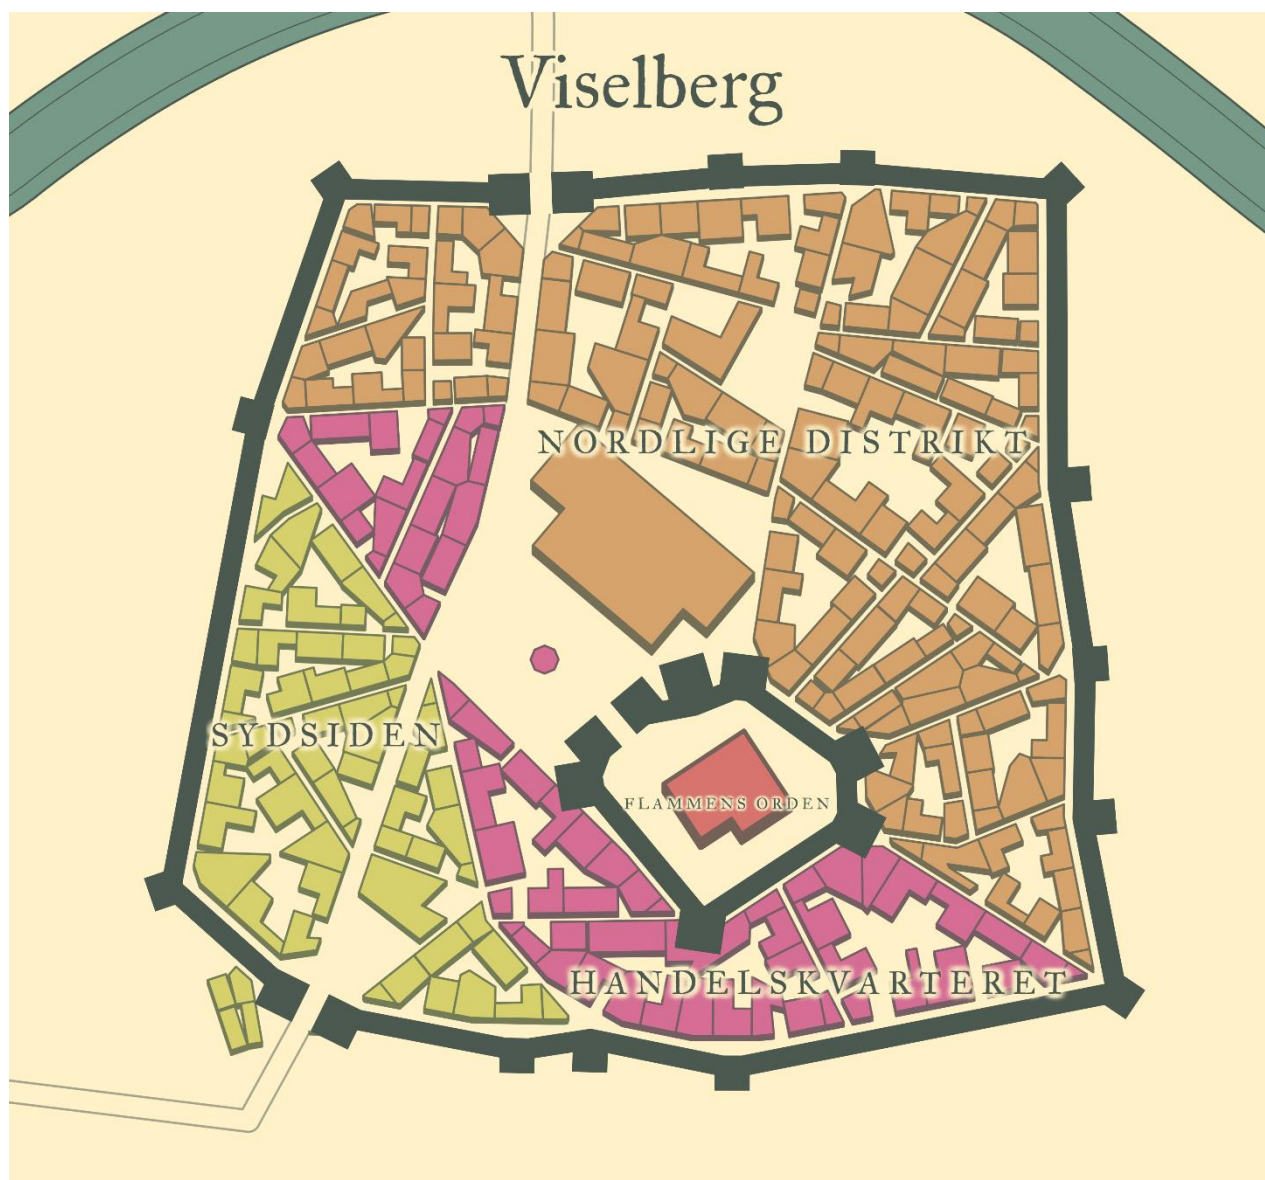 Viselberg
NORDLIGE DISTRIKT
SYDSIDEN
FLAMMENS ORDEN
HANDELSKVARTERET